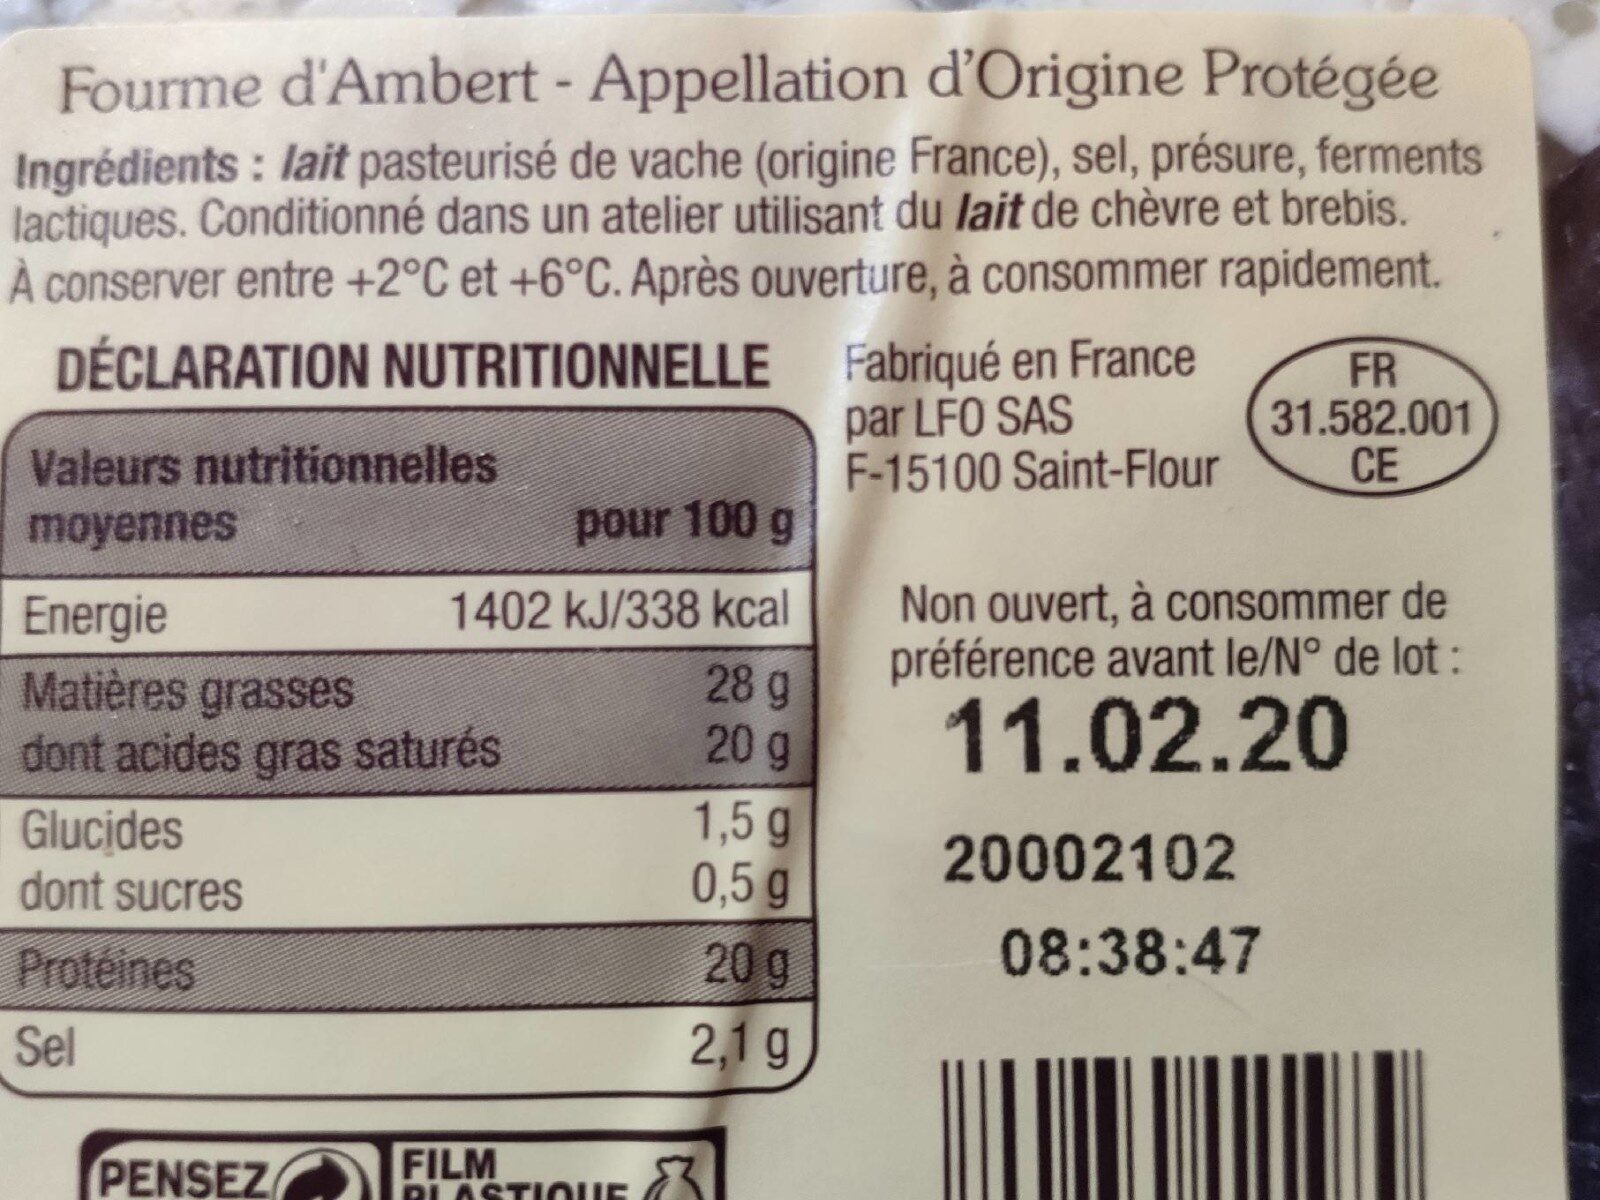 Fourme d'Ambert - Appellation d'Origine Protégée
Ingrédients : lait pasteurisé de vache (origine France), sel, présure, ferments
lactiques. Conditionné dans un atelier utilisant du lait de chèvre et brebis.
À conserver entre +2°C et +6°C. Après ouverture, à consommer rapidement.
DÉCLARATION NUTRITIONNELLE
Valeurs nutritionnelles
moyennes pour 100 g
Energie 1402 kJ/338 kcal
Matières grasses 28 g
dont acides gras saturés 20 g
Glucides 1,5 g
dont sucres 0,5 g
Protéines 20 g
Sel 2,1 g
Fabriqué en France
par LFO SAS
F-15100 Saint-Flour
FR
31.582.001
CE
Non ouvert, à consommer de
préférence avant le/N° de lot :
11.02.20
20002102
08:38:47
PENSEZ
FILM
PLASTIQUE